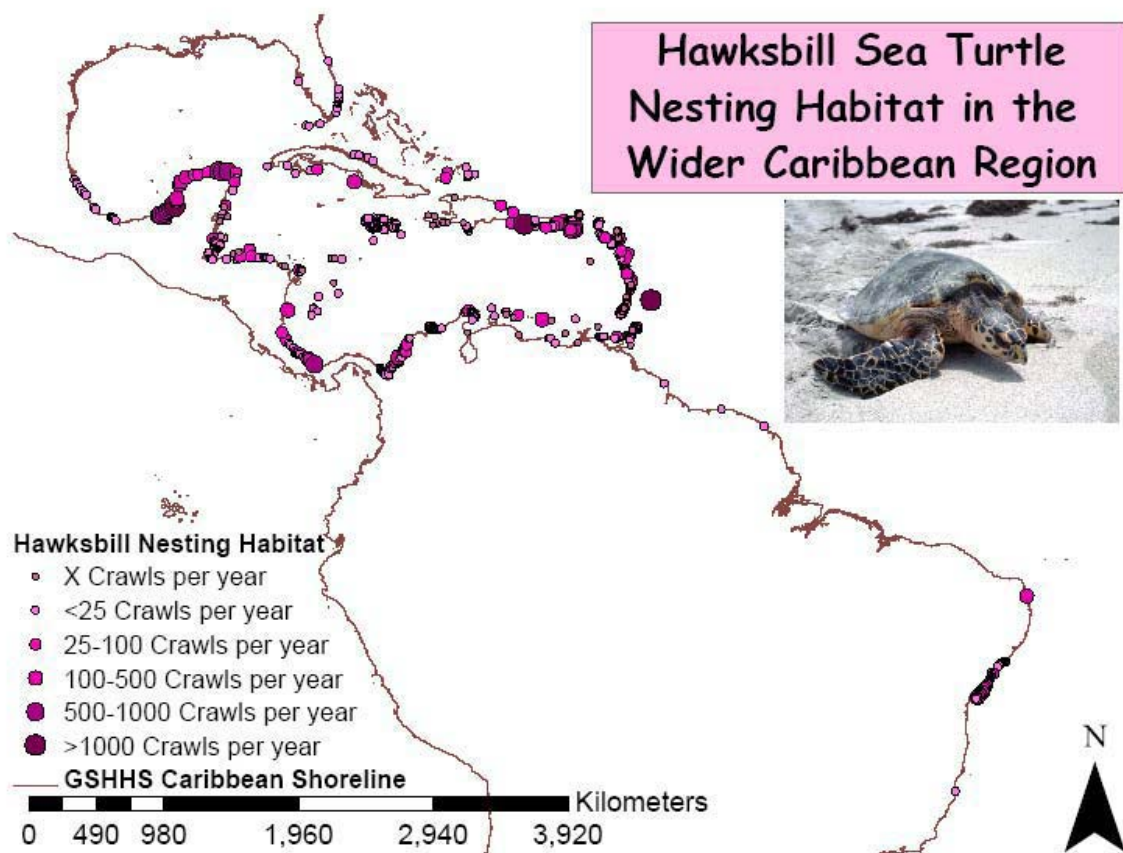 Hawksbill Sea Turtle
Nesting Habitat in the
Wider Caribbean Region
Hawksbill Nesting Habitat
X Crawls per year
<25 Crawls per year
25-100 Crawls per year
100-500 Crawls per year
500-1000 Crawls per year
>1000 Crawls per year
GSHHS Caribbean Shoreline
Kilometers
0 490 980 1,960 2,940 3,920
N